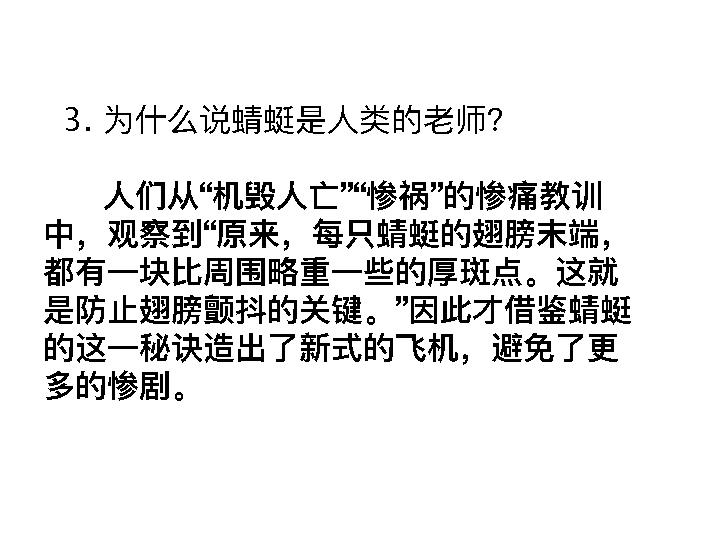 3. 为什么说蜻蜓是人类的老师？
人们从“机毁人亡”“惨祸”的惨痛教训
中，观察到“原来，每只蜻蜓的翅膀末端，
都有一块比周围略重一些的厚斑点。这就
是防止翅膀颤抖的关键。”因此才借鉴蜻蜓
的这一秘诀造出了新式的飞机，避免了更
多的惨剧。